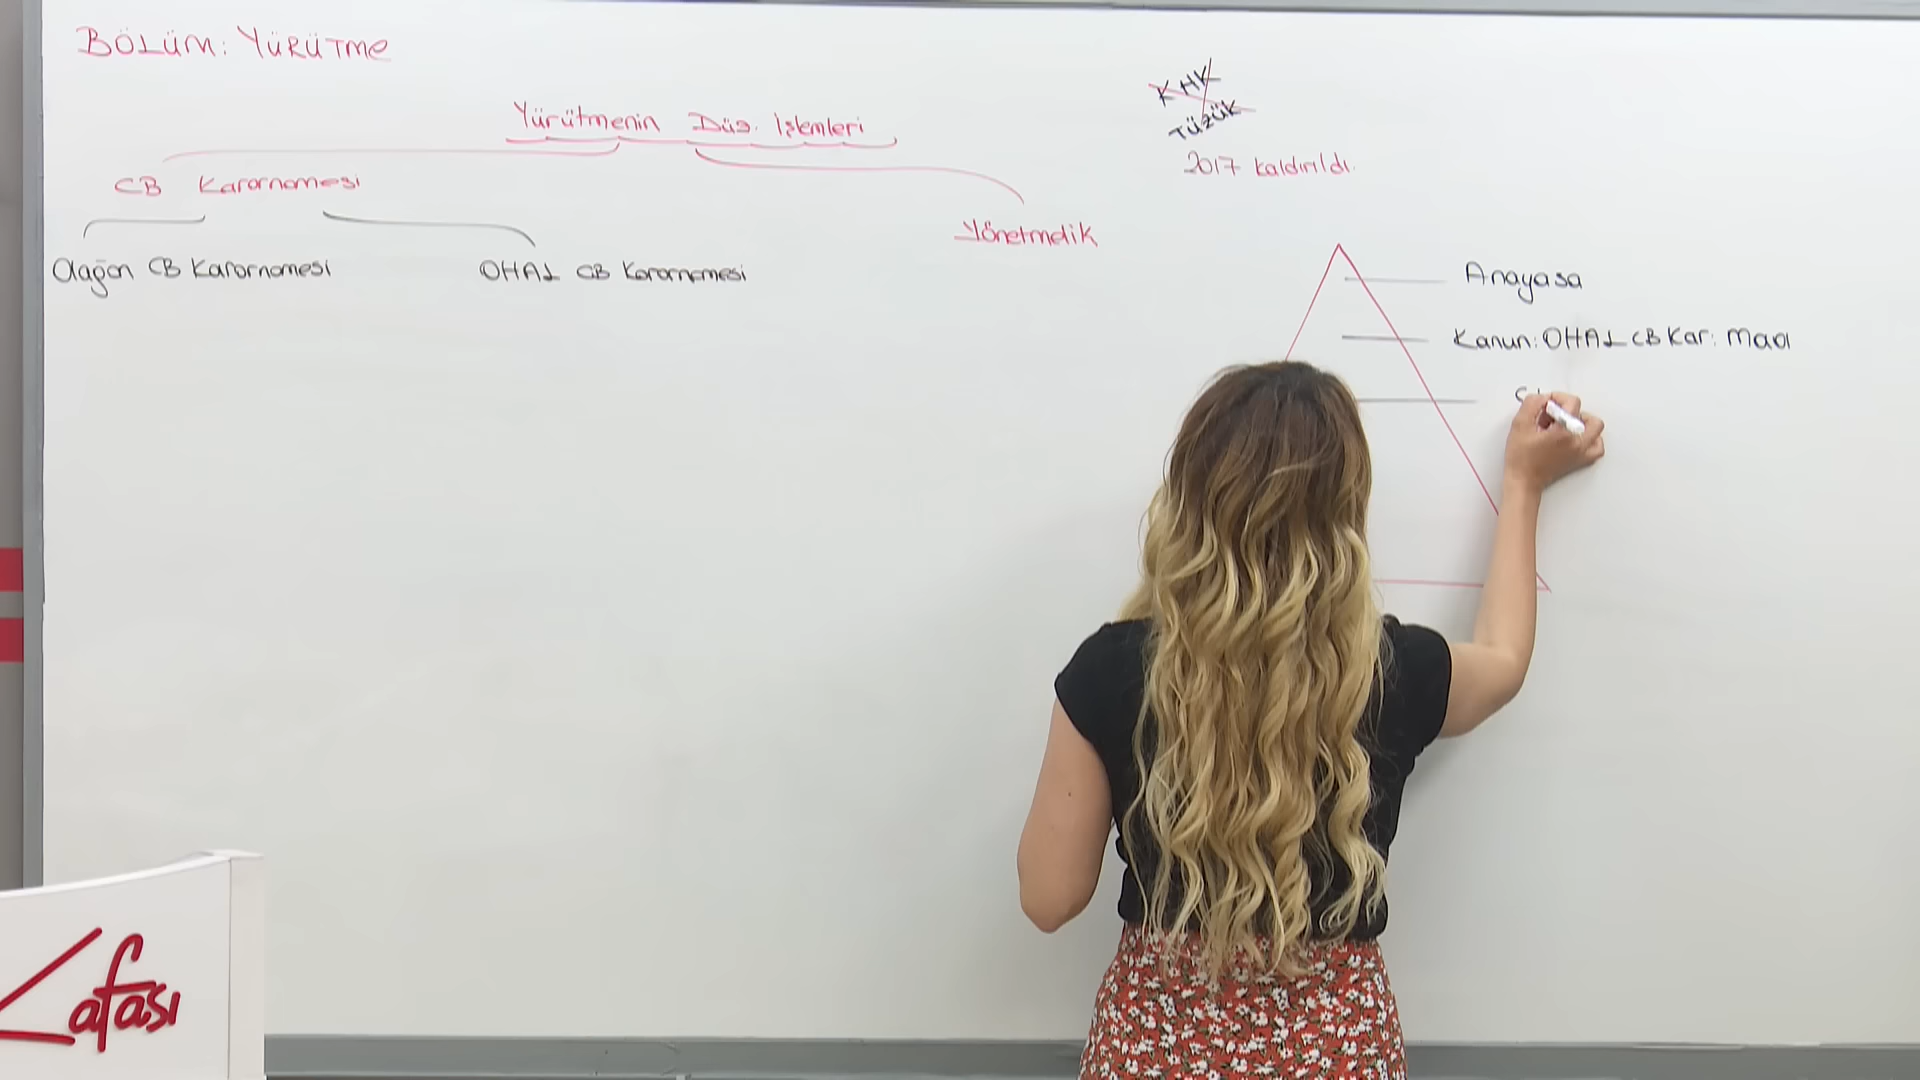 BÖLÜM: YÜRÜTME
Yürütmenin Düz. İşlemleri
CB Kararnamesi
Yönetmelik
Olağan CB Kararnamesi
OHAL CB Kararnamesi
KHK
TÜZÜK
2017 kaldırıldı.
Anayasa
Kanun: OHAL CB Kar:
afası